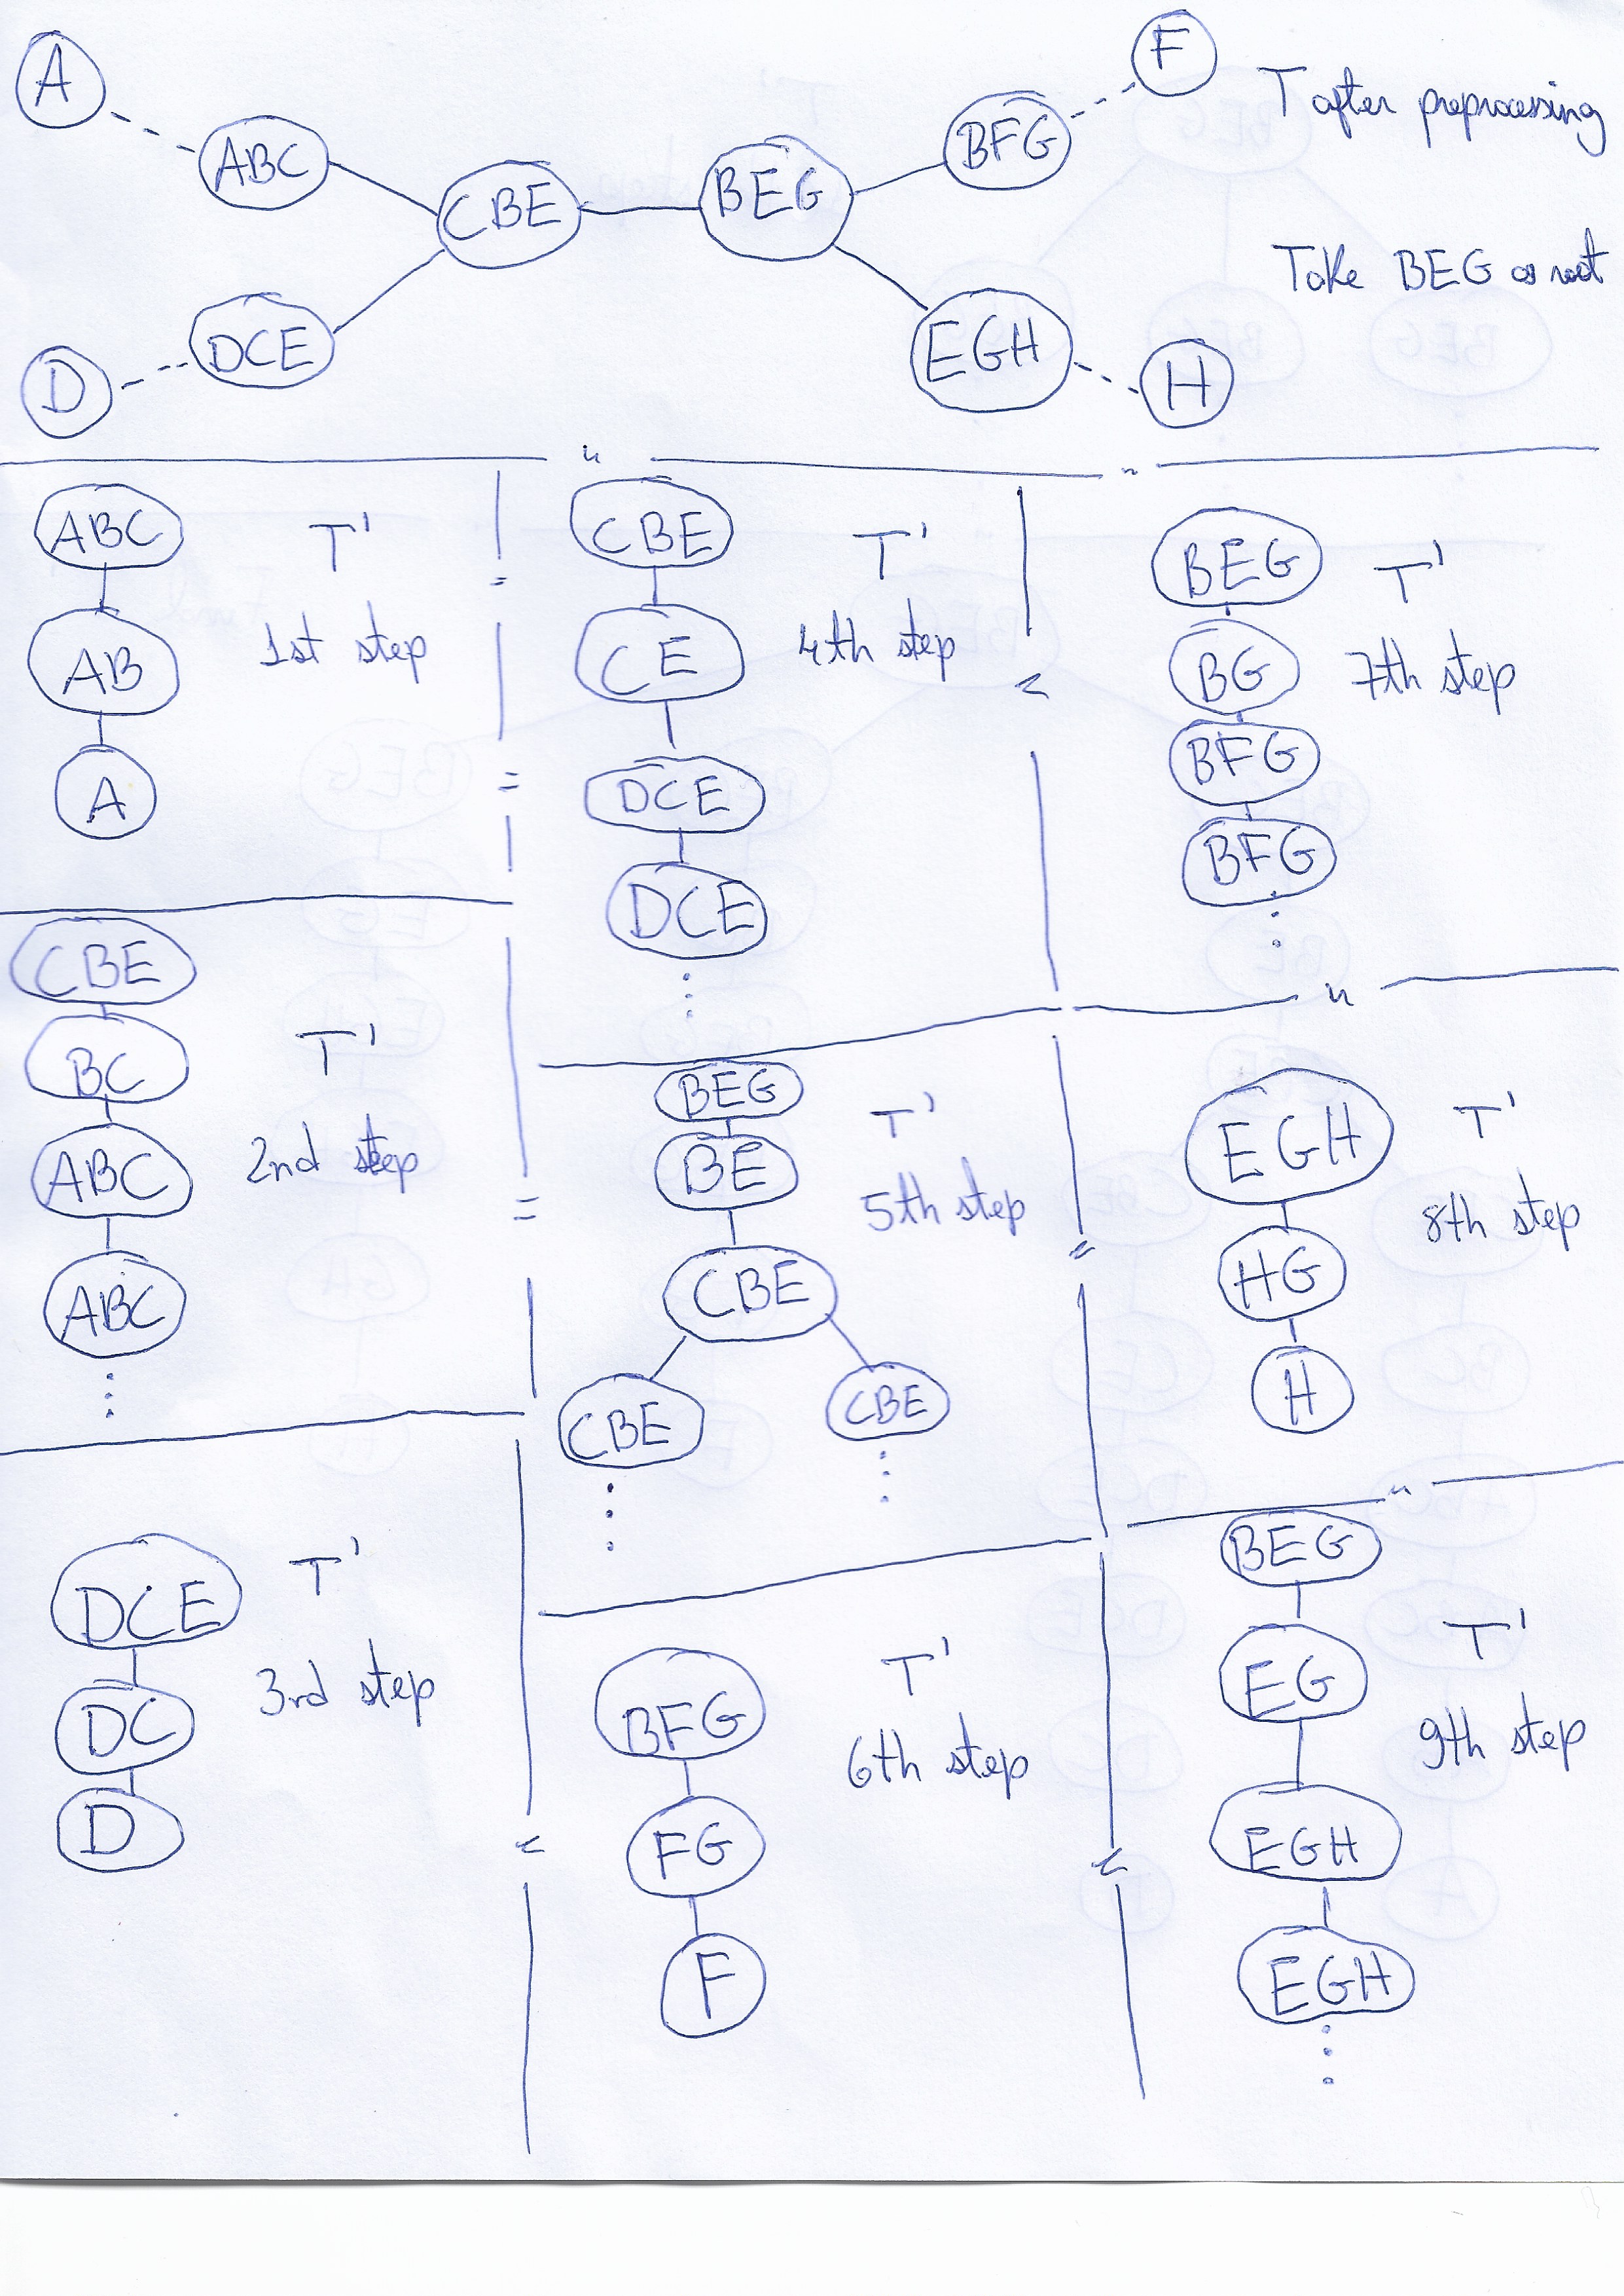 A
F
T after preprocessing
ABC
CBE
BEG
BFG
Take BEG as root
DCE
EGH
D
H
ABC
T'
AB
1st step
A
CBE
T'
BC
2nd step
ABC
ABC
DCE
T'
DC
3rd step
D
CBE
T'
CE
4th step
DCE
DCE
BEG
T'
BE
5th step
CBE
CBE
CBE
BFG
T'
FG
6th step
F
BEG
T'
BG
7th step
BFG
BFG
EGH
T'
HG
8th step
H
BEG
T'
EG
9th step
EGH
EGH